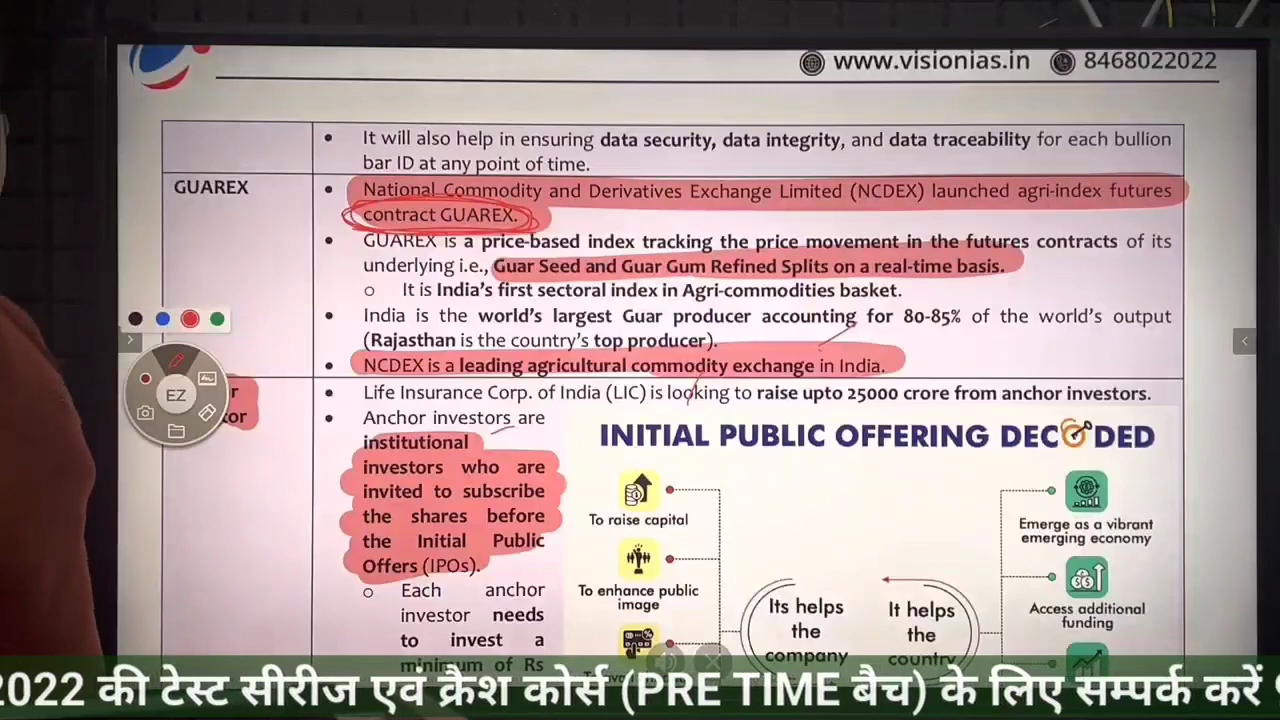 www.visionias.in 8468022022
• It will also help in ensuring data security, data integrity, and data traceability for each bullion
bar ID at any point of time.
GUAREX
• National Commodity and Derivatives Exchange Limited (NCDEX) launched agri-index futures
contract GUAREX.
• GUAREX is a price-based index tracking the price movement in the futures contracts of its
underlying i.e., Guar Seed and Guar Gum Refined Splits on a real-time basis.
o It is India's first sectoral index in Agri-commodities basket.
• India is the world's largest Guar producer accounting for 80-85% of the world's output
(Rajasthan is the country's top producer).
• NCDEX is a leading agricultural commodity exchange in India.
EZ
r
tor
• Life Insurance Corp. of India (LIC) is looking to raise upto 25000 crore from anchor investors.
• Anchor investors are
institutional
investors who are
invited to subscribe
the shares before
the Initial Public
Offers (IPOs).
o Each anchor
investor needs
to invest a
minimum of Rs
INITIAL PUBLIC OFFERING DECODED
To raise capital
To enhance public
image
Its helps
the
company
It helps
the
country
Emerge as a vibrant
emerging economy
Access additional
funding
2022 की टेस्ट सीरीज एवं क्रैश कोर्स (PRE TIME बैच) के लिए सम्पर्क करें